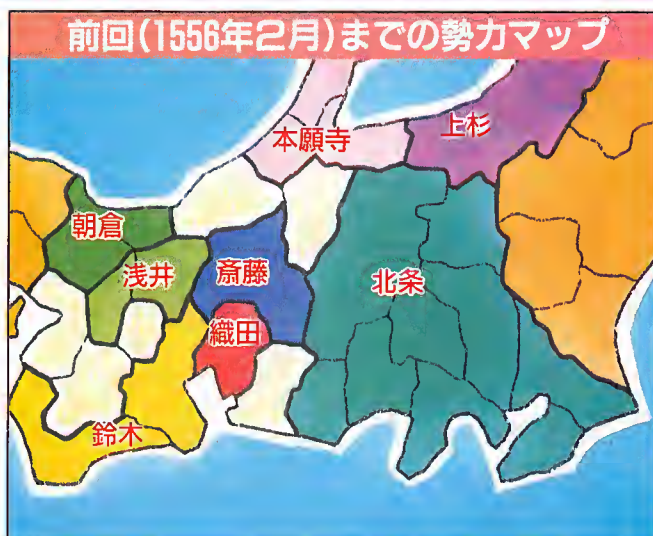 前回(1556年2月)までの勢力マップ
本願寺
上杉
朝倉
浅井
斎藤
北条
織田
鈴木